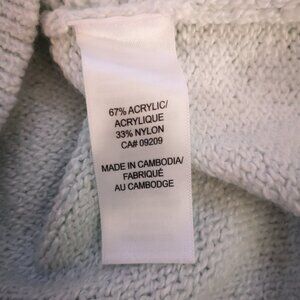 67% ACRYLIC/
ACRYLIQUE
33% NYLON
CA# 09209
MADE IN CAMBODIA/
FABRIQUÉ
AU CAMBODGE